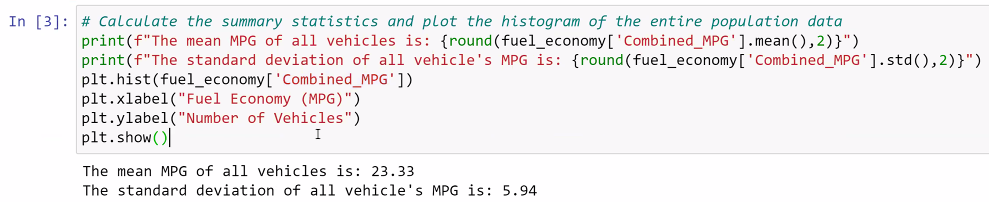 In [3]: # Calculate the summary statistics and plot the histogram of the entire population data
print(f"The mean MPG of all vehicles is: {round(fuel_economy['Combined_MPG'].mean(),2)}")
print(f"The standard deviation of all vehicle's MPG is: {round(fuel_economy['Combined_MPG'].std(),2)}")
plt.hist(fuel_economy['Combined_MPG'])
plt.xlabel("Fuel Economy (MPG)")
plt.ylabel("Number of Vehicles")
plt.show()
The mean MPG of all vehicles is: 23.33
The standard deviation of all vehicle's MPG is: 5.94